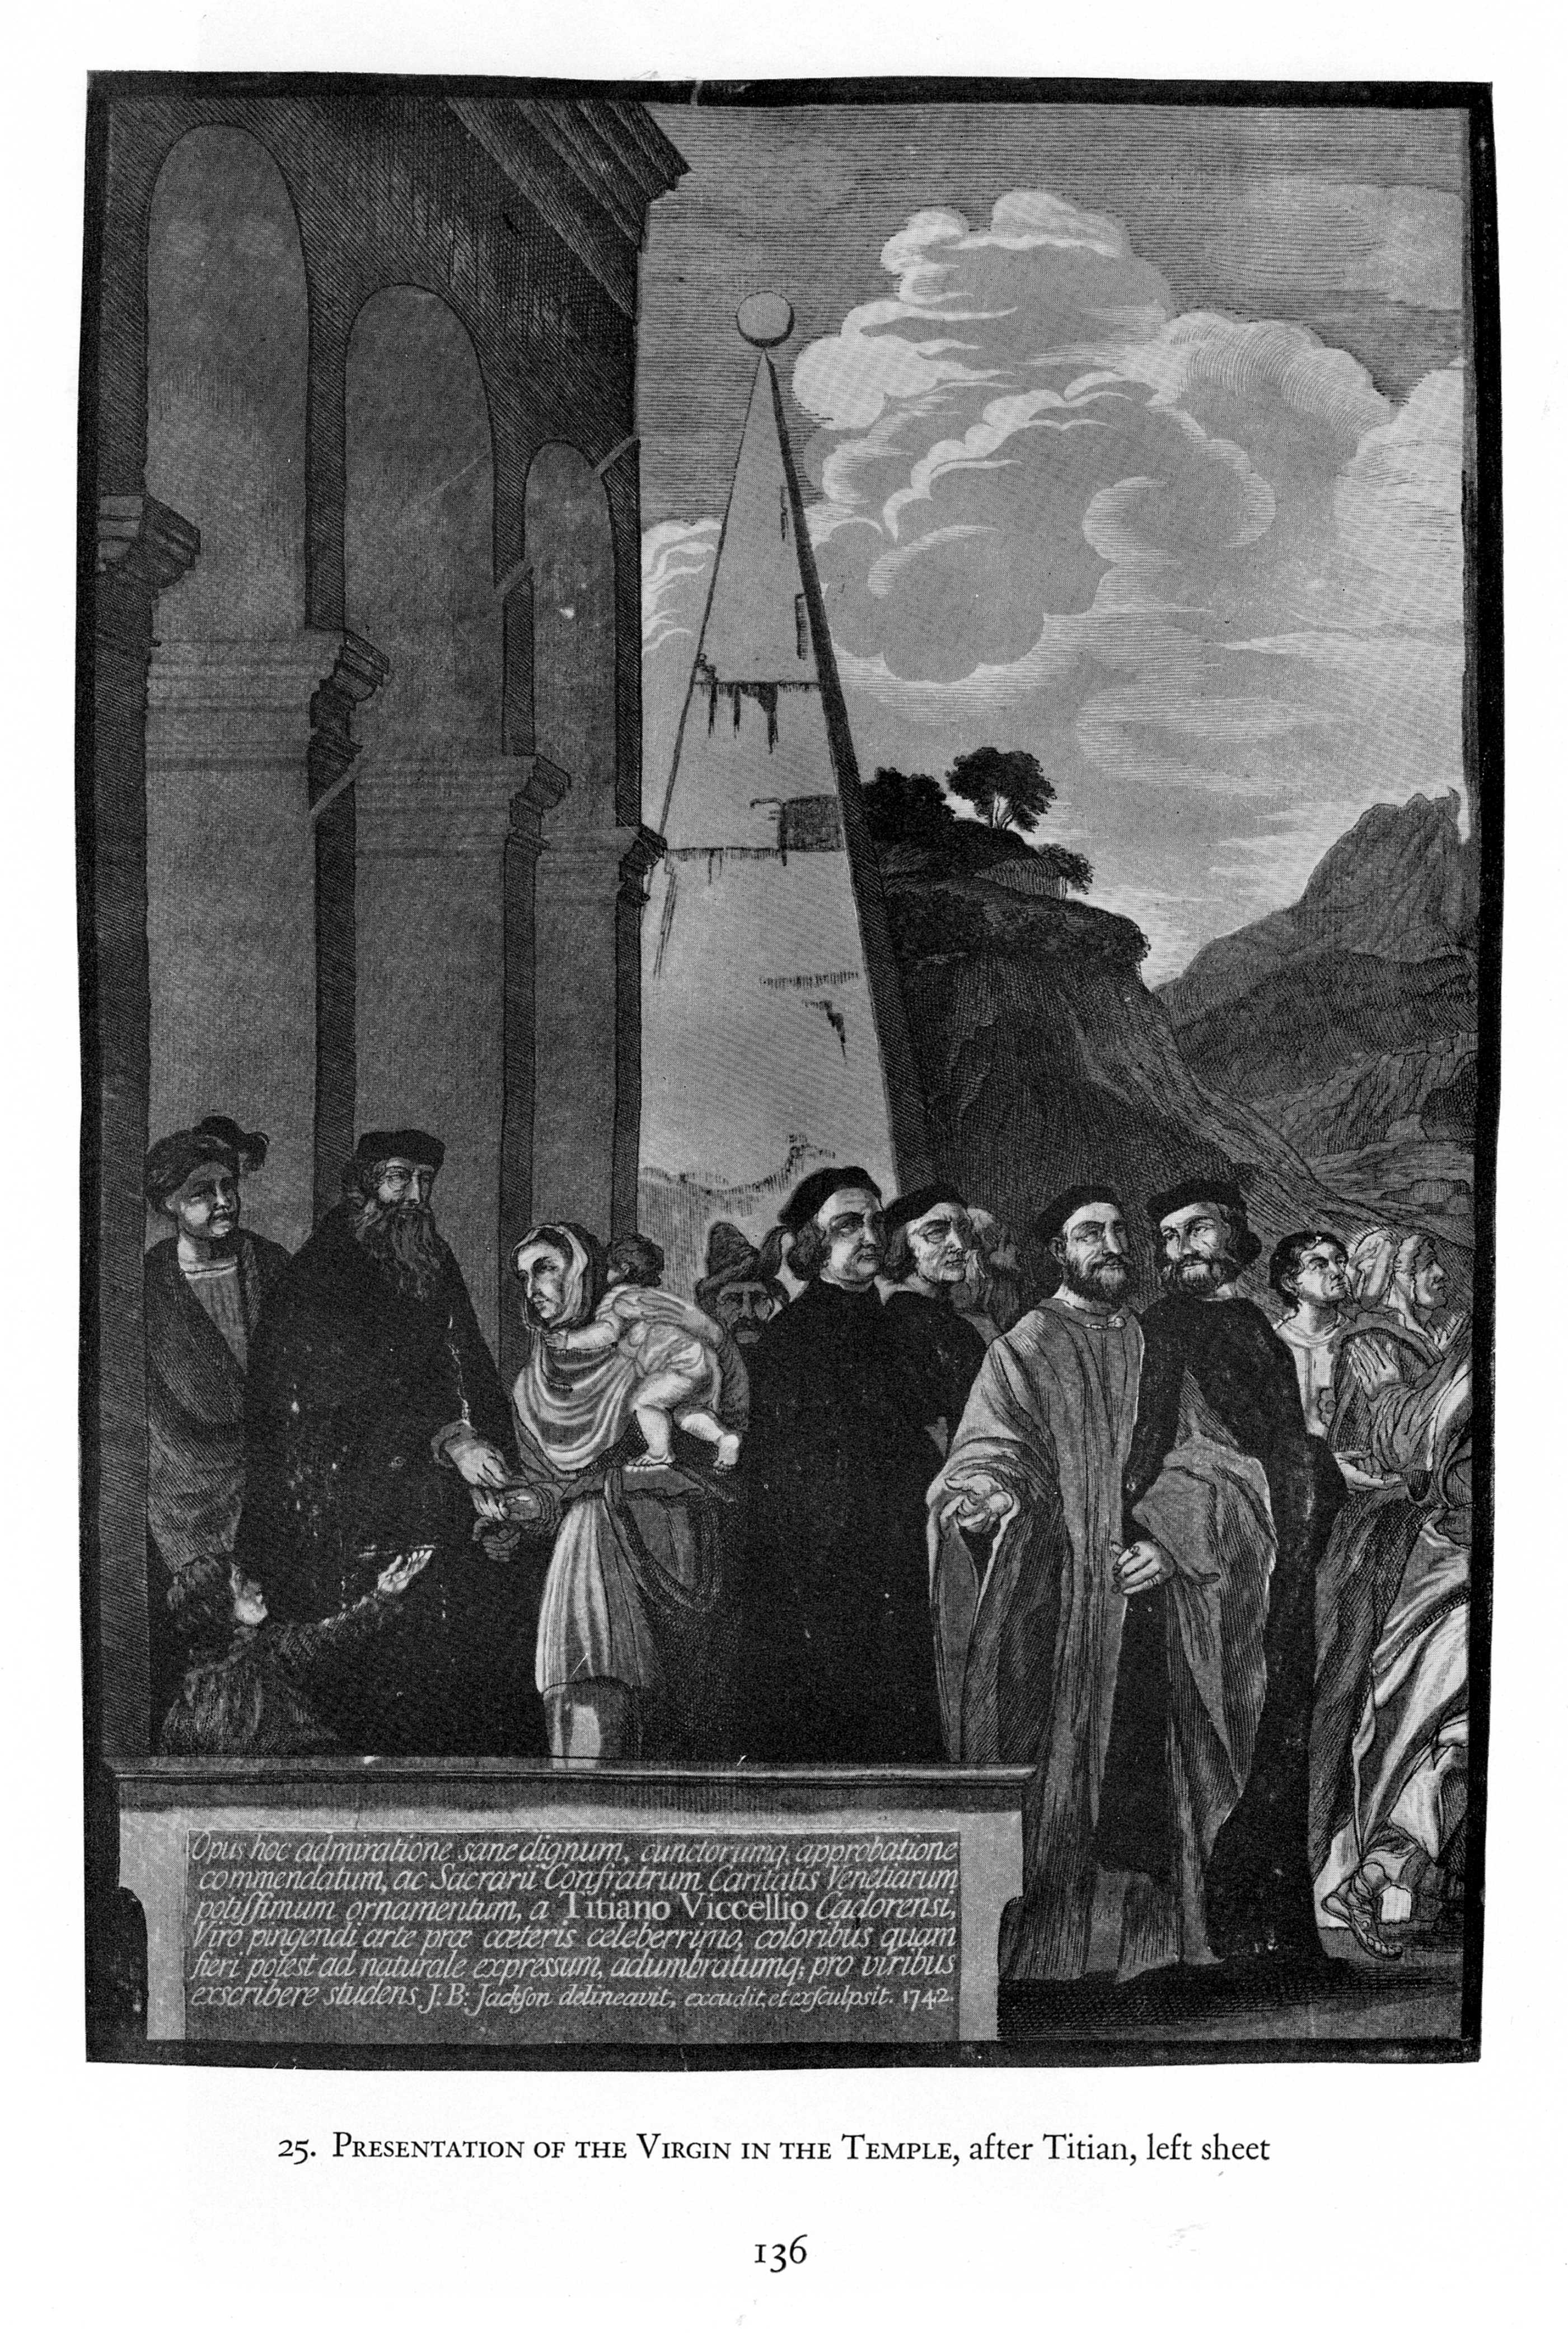 Opus hoc admiratione sane dignum, cunctorumq. approbatione
commendatum, ac Sacrarii Confratrum Caritatis Venetiarum
potissimum ornamentum, a Titiano Viccellio Cadorensi,
Viro pingendi arte præ cæteris celeberrimo, coloribus quam
fieri potest ad naturale expressum, adumbratumq; pro viribus
exscribere studens J: B: Jackson delineavit, excudit, et exsculpsit. 1742.
25. PRESENTATION OF THE VIRGIN IN THE TEMPLE, after Titian, left sheet
136